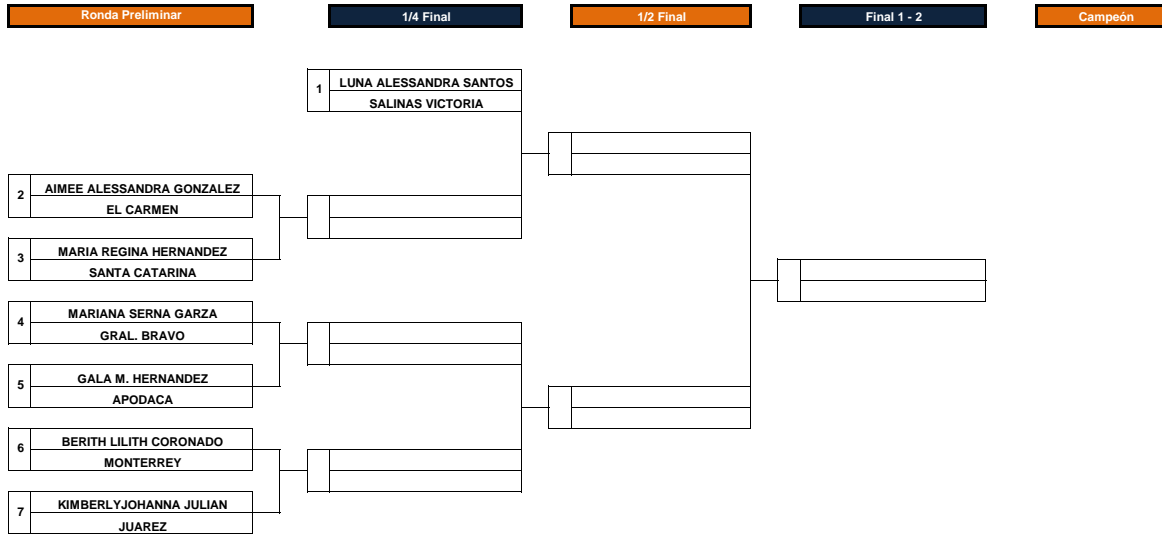 Ronda Preliminar
1/4 Final
1/2 Final
Final 1 - 2
Campeón
1
LUNA ALESSANDRA SANTOS
SALINAS VICTORIA
2
AIMEE ALESSANDRA GONZALEZ
EL CARMEN
3
MARIA REGINA HERNANDEZ
SANTA CATARINA
4
MARIANA SERNA GARZA
GRAL. BRAVO
5
GALA M. HERNANDEZ
APODACA
6
BERITH LILITH CORONADO
MONTERREY
7
KIMBERLYJOHANNA JULIAN
JUAREZ